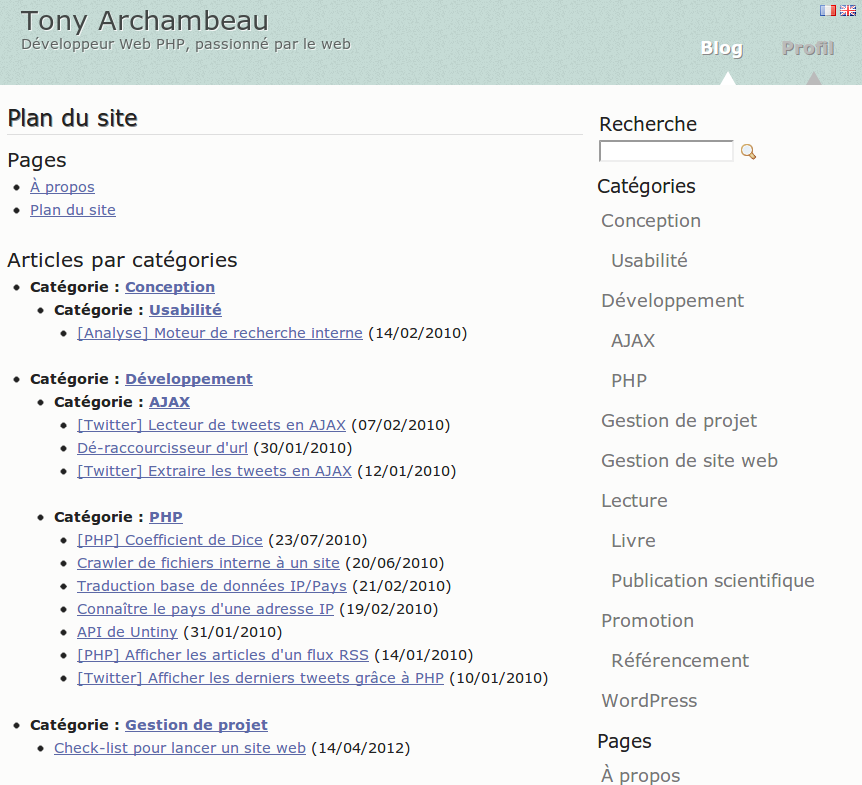 Tony Archambeau
Développeur Web PHP, passionné par le web
Blog
Profil
Plan du site
Pages
À propos
Plan du site
Articles par catégories
Catégorie : Conception
Catégorie : Usabilité
[Analyse] Moteur de recherche interne (14/02/2010)
Catégorie : Développement
Catégorie : AJAX
[Twitter] Lecteur de tweets en AJAX (07/02/2010)
Dé-raccourcisseur d'url (30/01/2010)
[Twitter] Extraire les tweets en AJAX (12/01/2010)
Catégorie : PHP
[PHP] Coefficient de Dice (23/07/2010)
Crawler de fichiers interne à un site (20/06/2010)
Traduction base de données IP/Pays (21/02/2010)
Connaître le pays d'une adresse IP (19/02/2010)
API de Untiny (31/01/2010)
[PHP] Afficher les articles d'un flux RSS (14/01/2010)
[Twitter] Afficher les derniers tweets grâce à PHP (10/01/2010)
Catégorie : Gestion de projet
Check-list pour lancer un site web (14/04/2012)
Recherche
Catégories
Conception
Usabilité
Développement
AJAX
PHP
Gestion de projet
Gestion de site web
Lecture
Livre
Publication scientifique
Promotion
Référencement
WordPress
Pages
À propos